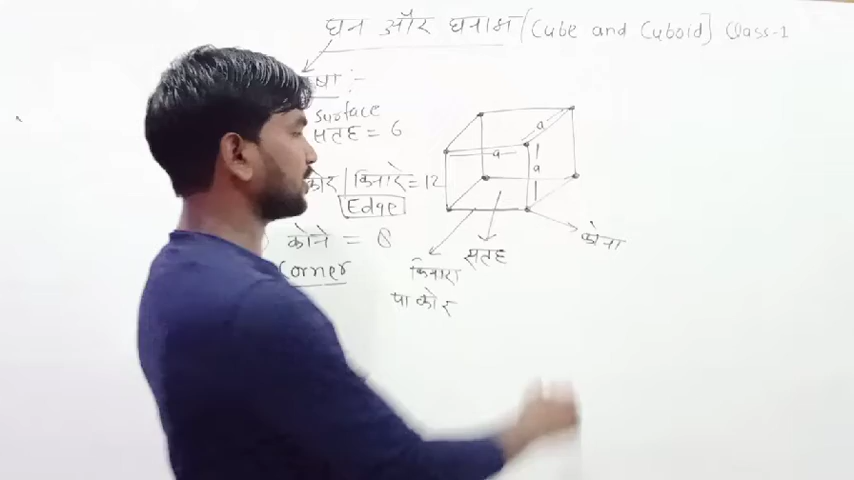 घन और घनाभ [Cube and Cuboid] Class-1
षा :-
Surface
सतह = 6
कोर / किनारे = 12
Edge
कोने = 8
Corner
a
a
a
कोना
सतह
किनारा
या कोर